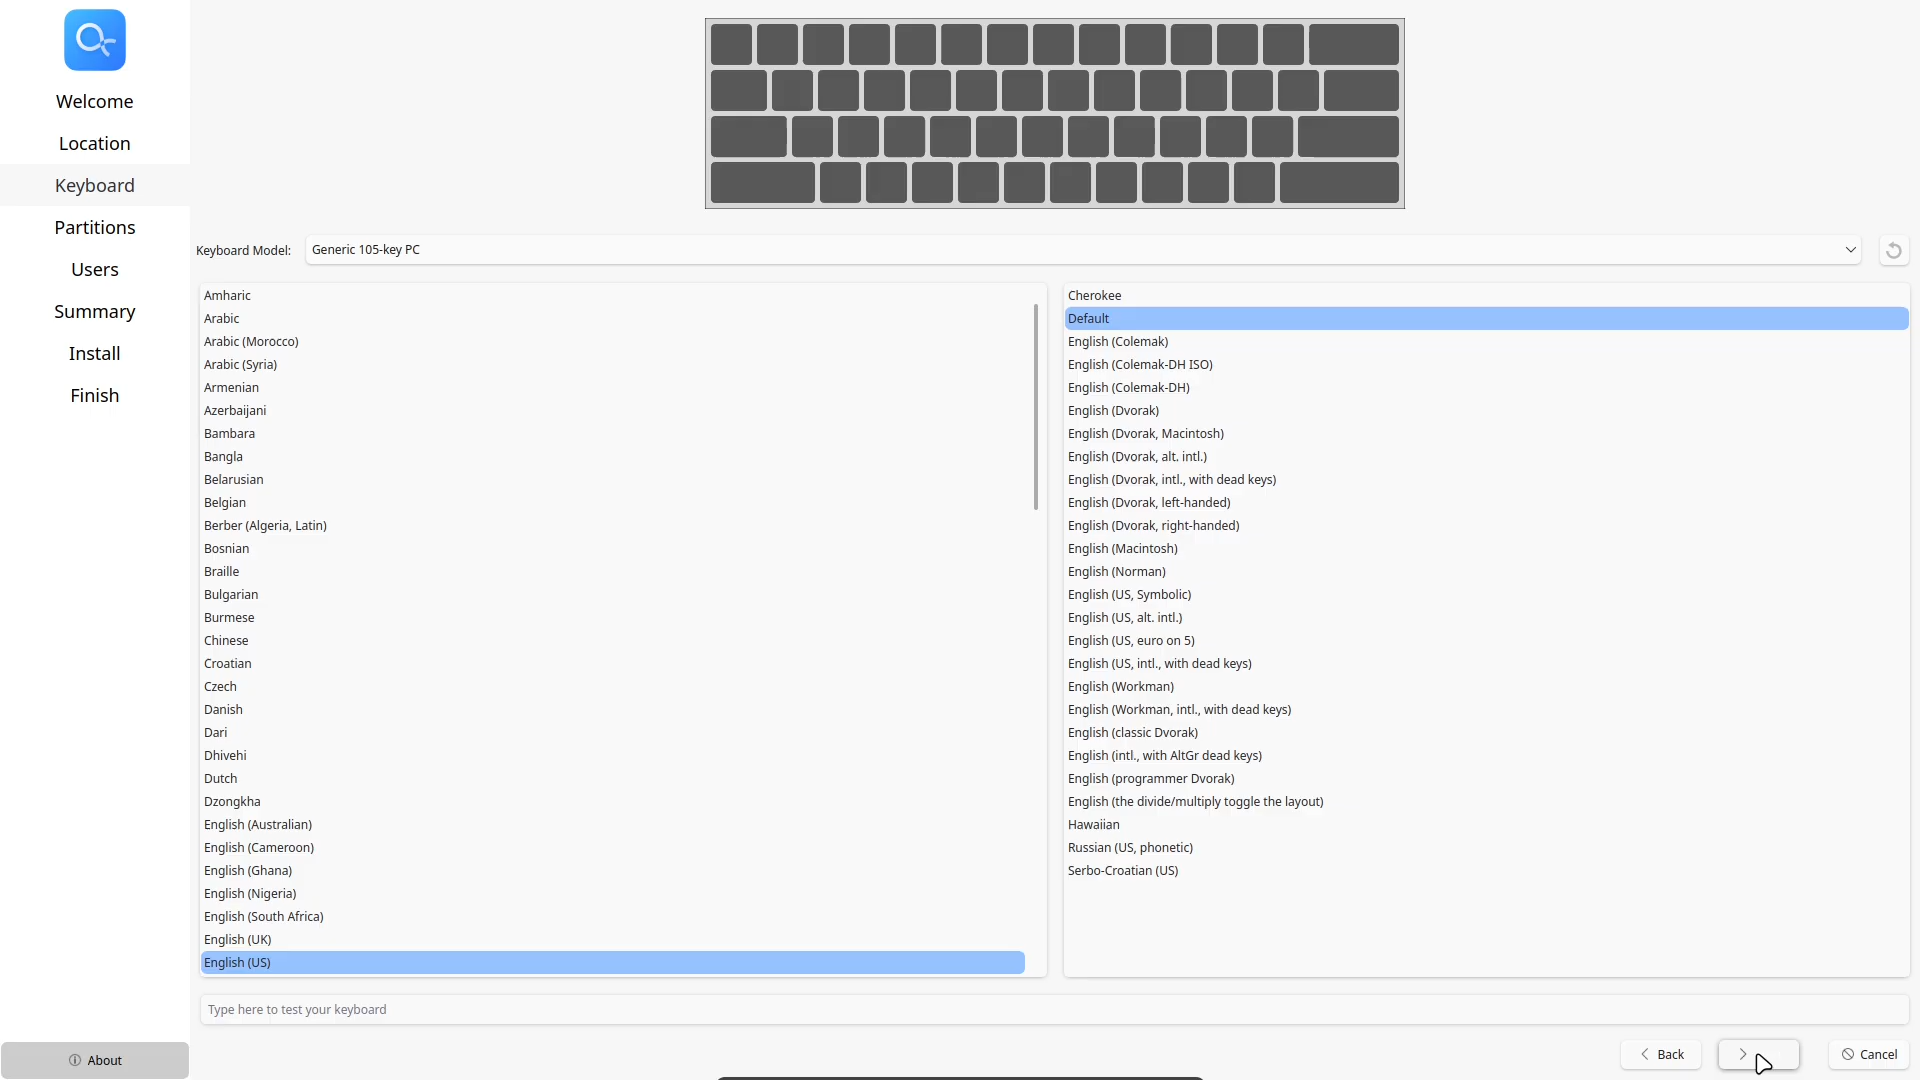 Welcome
Location
Keyboard
Partitions
Users
Summary
Install
Finish
About
Keyboard Model:
Generic 105-key PC
Amharic
Arabic
Arabic (Morocco)
Arabic (Syria)
Armenian
Azerbaijani
Bambara
Bangla
Belarusian
Belgian
Berber (Algeria, Latin)
Bosnian
Braille
Bulgarian
Burmese
Chinese
Croatian
Czech
Danish
Dari
Dhivehi
Dutch
Dzongkha
English (Australian)
English (Cameroon)
English (Ghana)
English (Nigeria)
English (South Africa)
English (UK)
English (US)
Cherokee
Default
English (Colemak)
English (Colemak-DH ISO)
English (Colemak-DH)
English (Dvorak)
English (Dvorak, Macintosh)
English (Dvorak, alt. intl.)
English (Dvorak, intl., with dead keys)
English (Dvorak, left-handed)
English (Dvorak, right-handed)
English (Macintosh)
English (Norman)
English (US, Symbolic)
English (US, alt. intl.)
English (US, euro on 5)
English (US, intl., with dead keys)
English (Workman)
English (Workman, intl., with dead keys)
English (classic Dvorak)
English (intl., with AltGr dead keys)
English (programmer Dvorak)
English (the divide/multiply toggle the layout)
Hawaiian
Russian (US, phonetic)
Serbo-Croatian (US)
Type here to test your keyboard
Back
Cancel